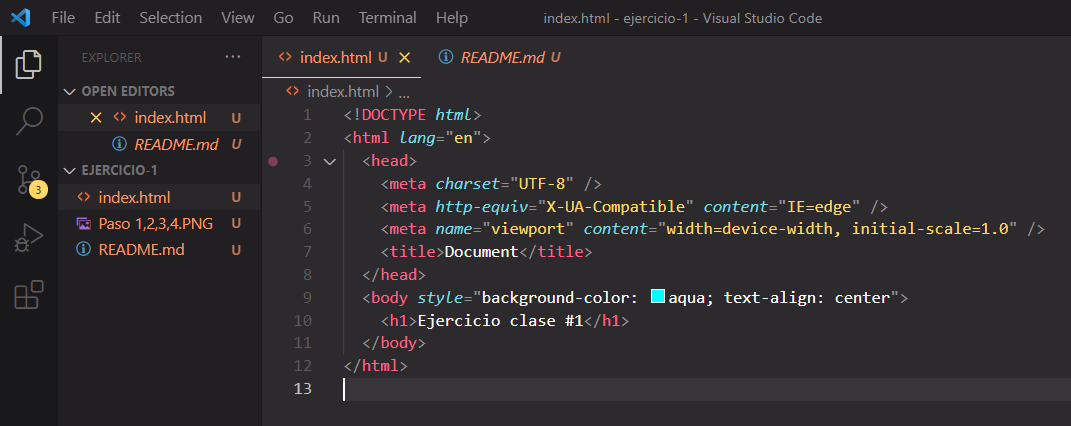 File Edit Selection View Go Run Terminal Help index.html - ejercicio-1 - Visual Studio Code
EXPLORER ...
OPEN EDITORS
index.html U
README.md U
EJERCICIO-1
index.html U
Paso 1,2,3,4.PNG U
README.md U
3
index.html U README.md U
index.html > ...
1 <!DOCTYPE html>
2 <html lang="en">
3 <head>
4 <meta charset="UTF-8" />
5 <meta http-equiv="X-UA-Compatible" content="IE=edge" />
6 <meta name="viewport" content="width=device-width, initial-scale=1.0" />
7 <title>Document</title>
8 </head>
9 <body style="background-color: aqua; text-align: center">
10 <h1>Ejercicio clase #1</h1>
11 </body>
12 </html>
13